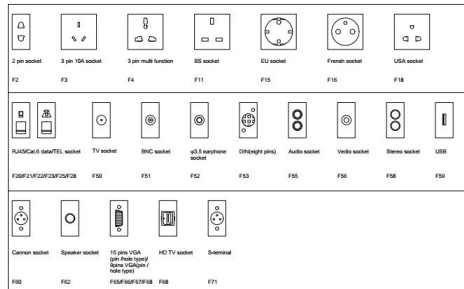 2 pin socket 3 pin 10A socket 3 pin multi function BS socket EU socket Frensh socket USA socket
F2 F3 F4 F11 F15 F16 F18
RJ45/Cat.6 data/TEL socket TV socket BNC socket φ3.5 earphone socket DIN(eight pins) Audio socket Vedio socket Stereo socket USB
F20/F21/F22/F23/F25/F28 F50 F51 F52 F53 F55 F56 F58 F59
Cannon socket Speaker socket 15 pins VGA (pin /hole type)/ 9pins VGA(pin / hole type) HD TV socket S-terminal
F60 F62 F65/F66/F67/F68 F68 F71